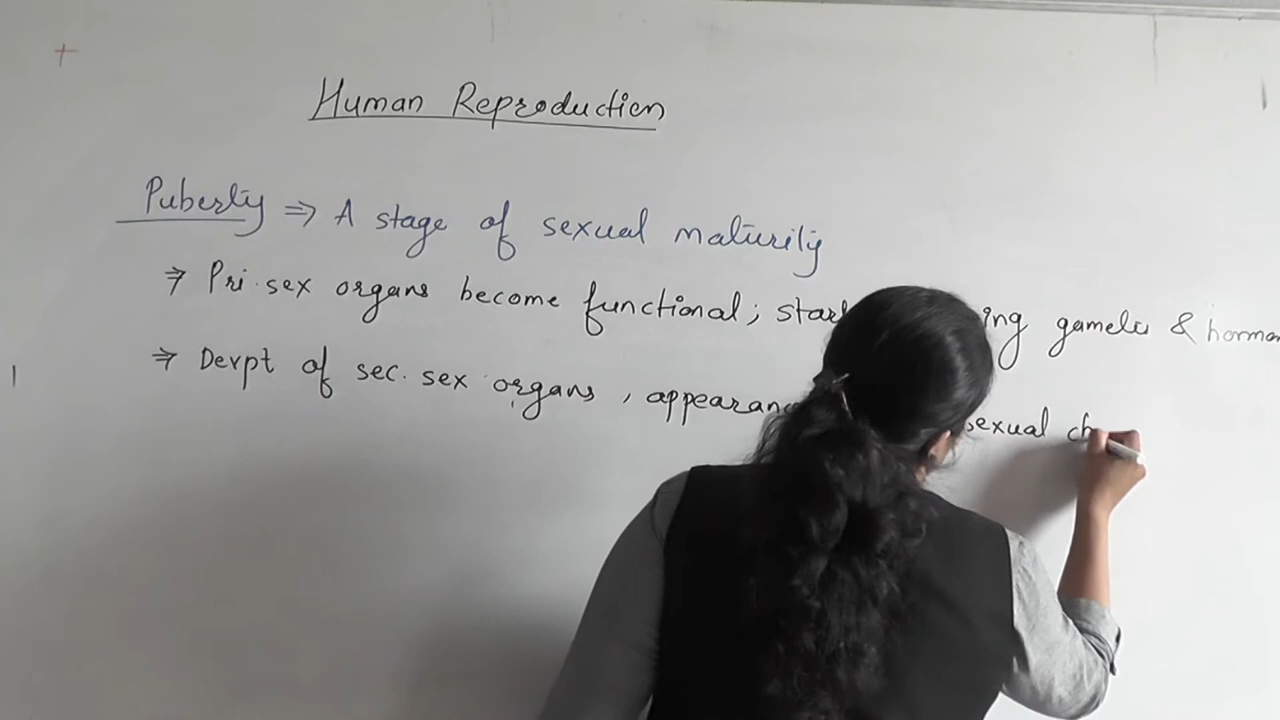 Human Reproduction
Puberty ⇒ A stage of sexual maturity
⇒ Pri. sex organs become functional; start ing gametes & hormon
⇒ Devpt of sec. sex organs, appearanc sexual ch